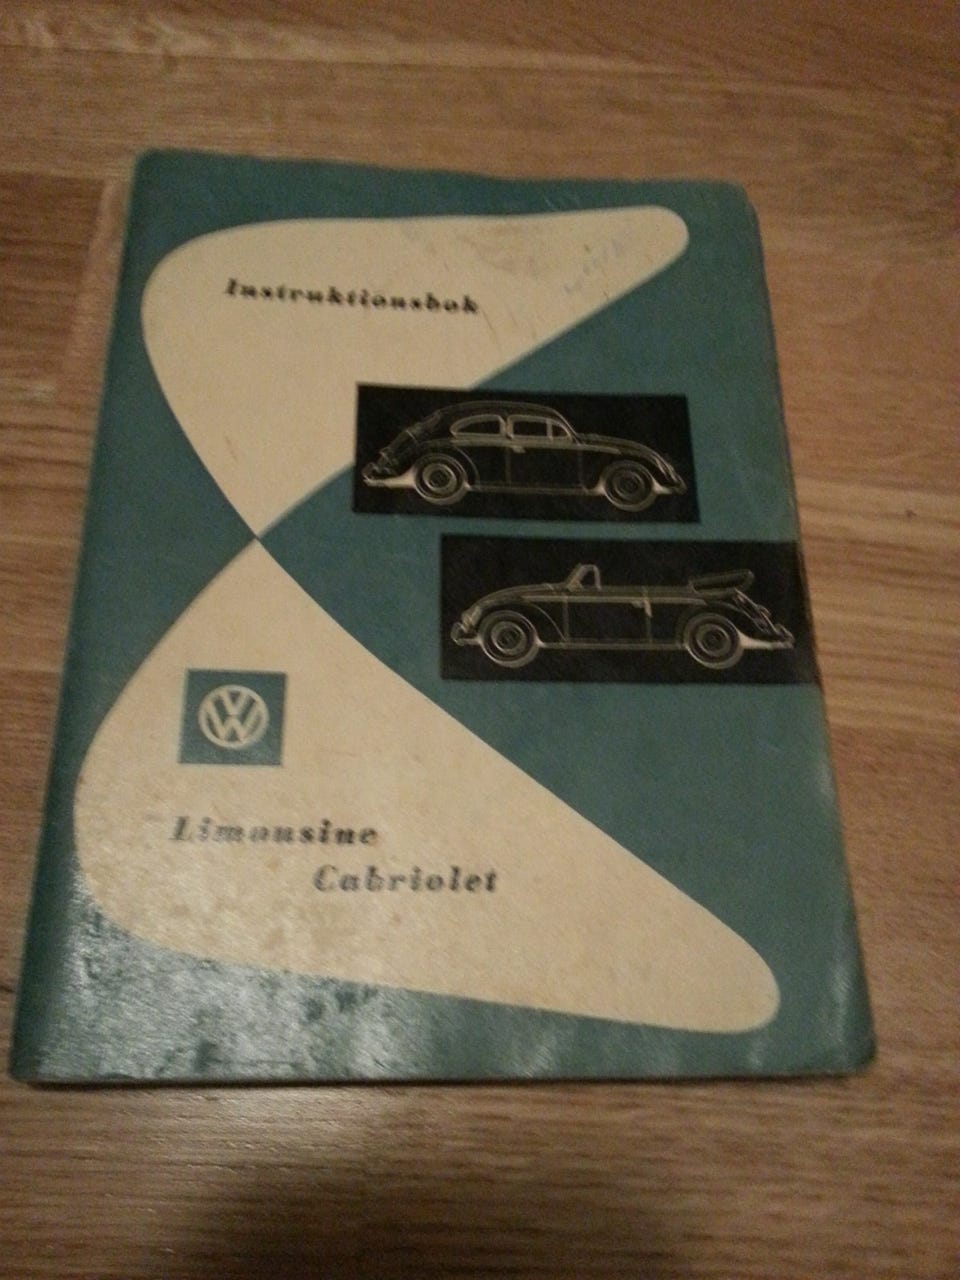 Instruktionsbok
VW
Limousine
Cabriolet